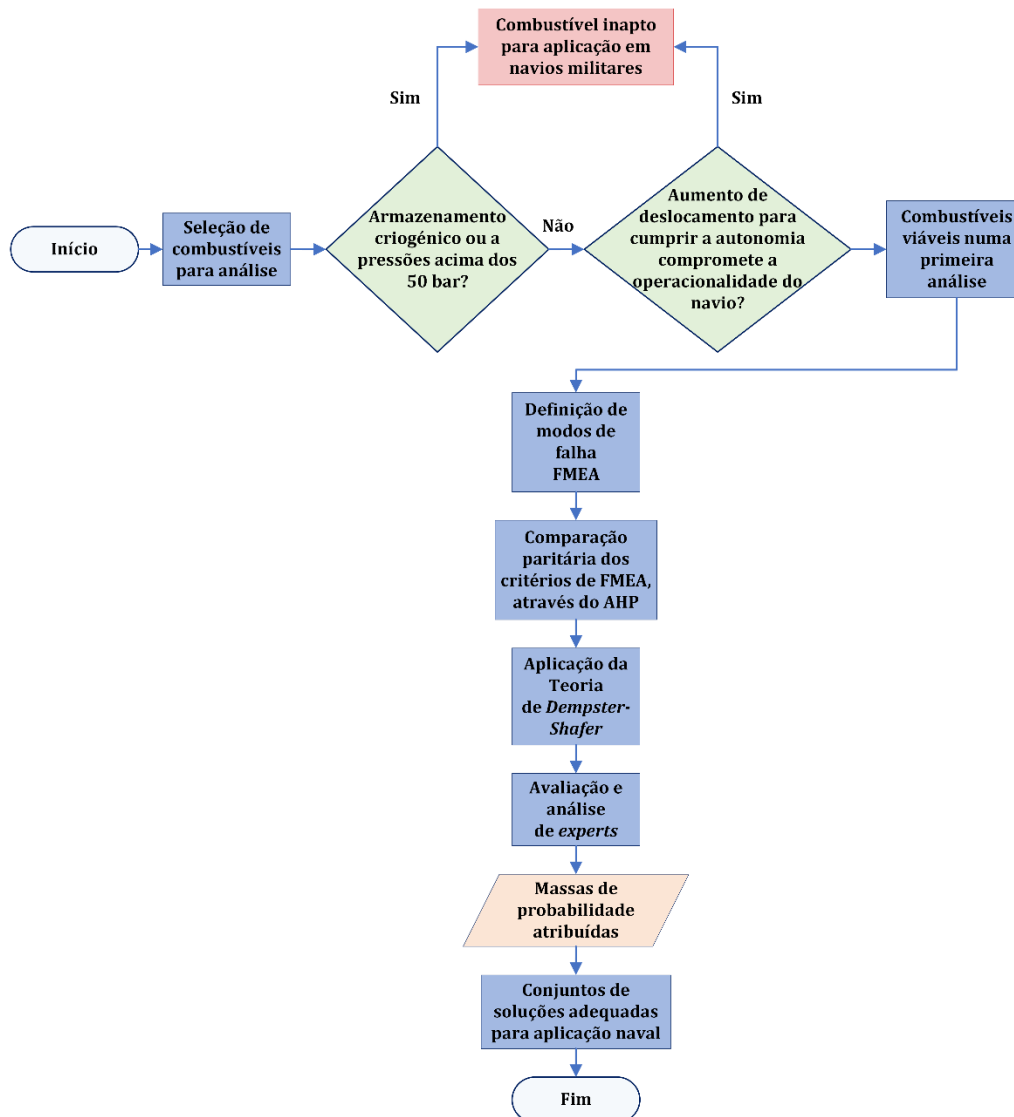 Combustível inapto
para aplicação em
navios militares
Sim
Sim
Início
Seleção de
combustíveis
para análise
Armazenamento
criogénico ou a
pressões acima dos
50 bar?
Não
Aumento de
deslocamento para
cumprir a autonomia
compromete a
operacionalidade do
navio?
Combustíveis
viáveis numa
primeira
análise
Definição de
modos de
falha
FMEA
Comparação
paritária dos
critérios de FMEA,
através do AHP
Aplicação da
Teoria
de Dempster-
Shafer
Avaliação e
análise
de experts
Massas de
probabilidade
atribuídas
Conjuntos de
soluções adequadas
para aplicação naval
Fim